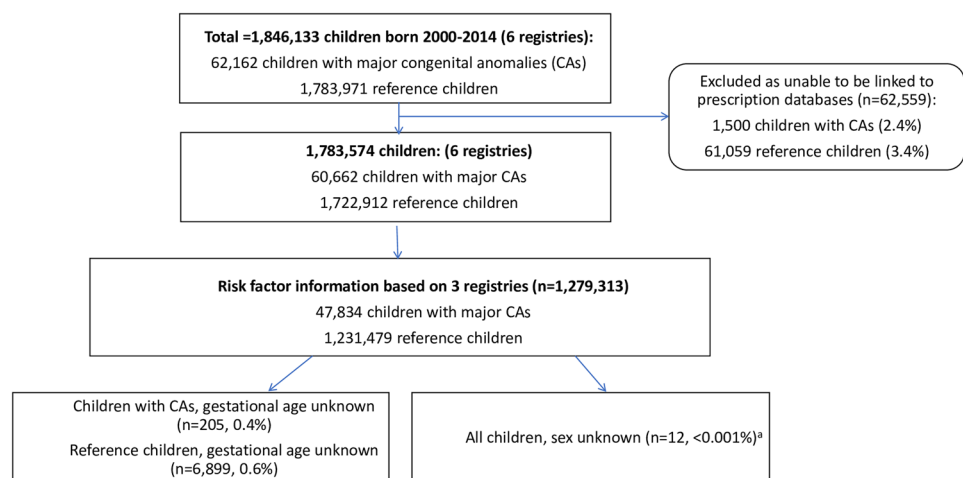 Total =1,846,133 children born 2000-2014 (6 registries):
62,162 children with major congenital anomalies (CAs)
1,783,971 reference children
Excluded as unable to be linked to
prescription databases (n=62,559):
1,500 children with CAs (2.4%)
61,059 reference children (3.4%)
1,783,574 children: (6 registries)
60,662 children with major CAs
1,722,912 reference children
Risk factor information based on 3 registries (n=1,279,313)
47,834 children with major CAs
1,231,479 reference children
Children with CAs, gestational age unknown
(n=205, 0.4%)
Reference children, gestational age unknown
(n=6,899, 0.6%)
All children, sex unknown (n=12, <0.001%)ª